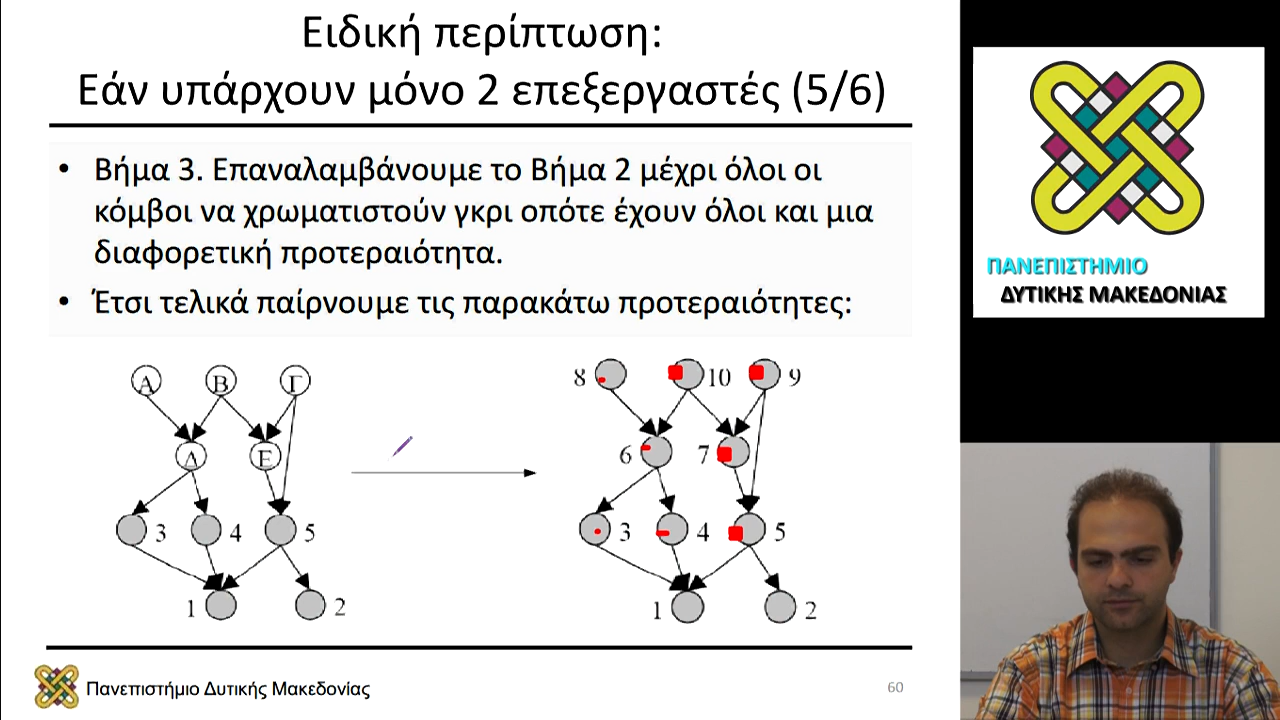 Ειδική περίπτωση:
Εάν υπάρχουν μόνο 2 επεξεργαστές (5/6)
• Βήμα 3. Επαναλαμβάνουμε το Βήμα 2 μέχρι όλοι οι
κόμβοι να χρωματιστούν γκρι οπότε έχουν όλοι και μια
διαφορετική προτεραιότητα.
• Έτσι τελικά παίρνουμε τις παρακάτω προτεραιότητες:
Α Β Γ
Δ Ε
3 4 5
1 2
8 10 9
6 7
3 4 5
1 2
Πανεπιστήμιο Δυτικής Μακεδονίας
60
ΠΑΝΕΠΙΣΤΗΜΙΟ
ΔΥΤΙΚΗΣ ΜΑΚΕΔΟΝΙΑΣ